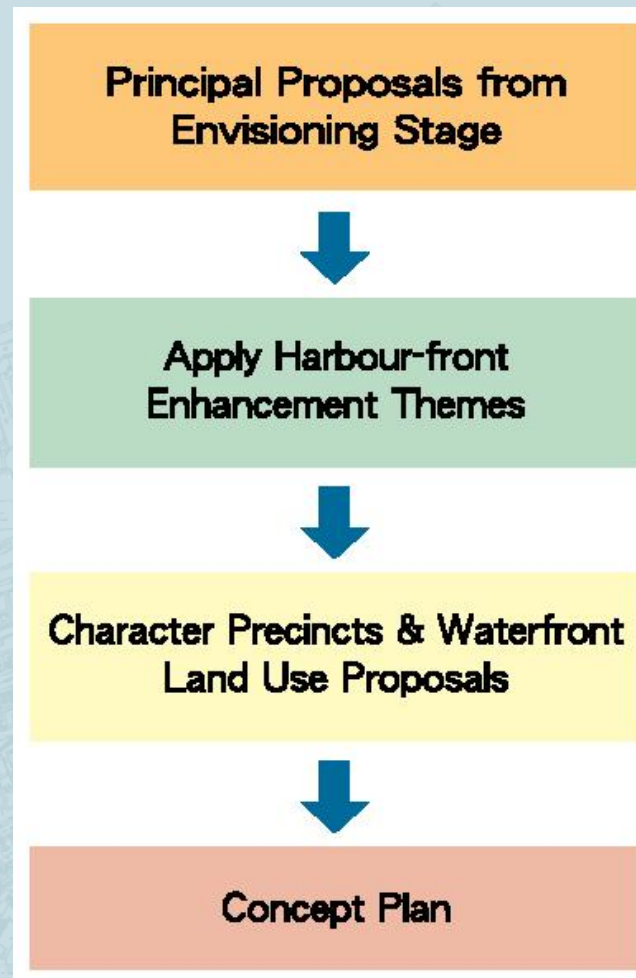 Principal Proposals from
Envisioning Stage
Apply Harbour-front
Enhancement Themes
Character Precincts & Waterfront
Land Use Proposals
Concept Plan